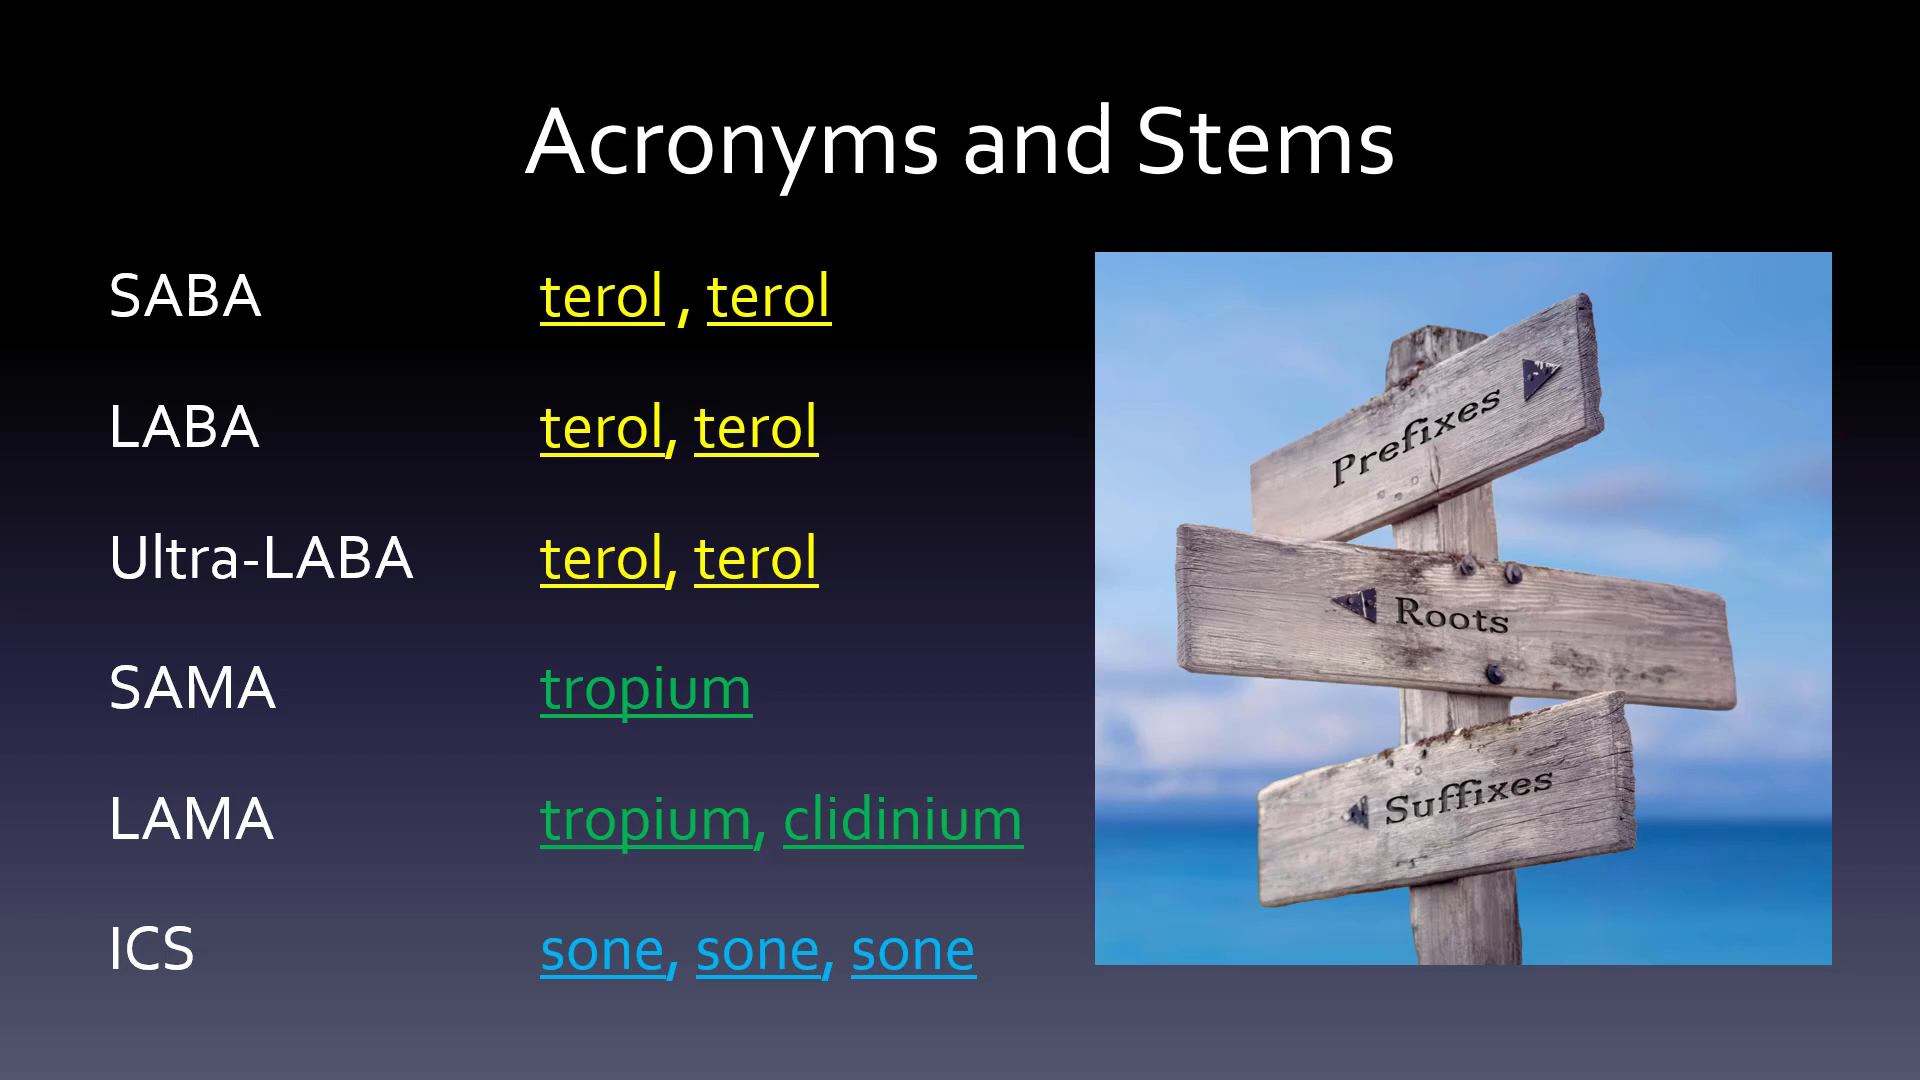 Acronyms and Stems
SABA terol , terol
LABA terol, terol
Ultra-LABA terol, terol
SAMA tropium
LAMA tropium, clidinium
ICS sone, sone, sone
Prefixes
Roots
Suffixes